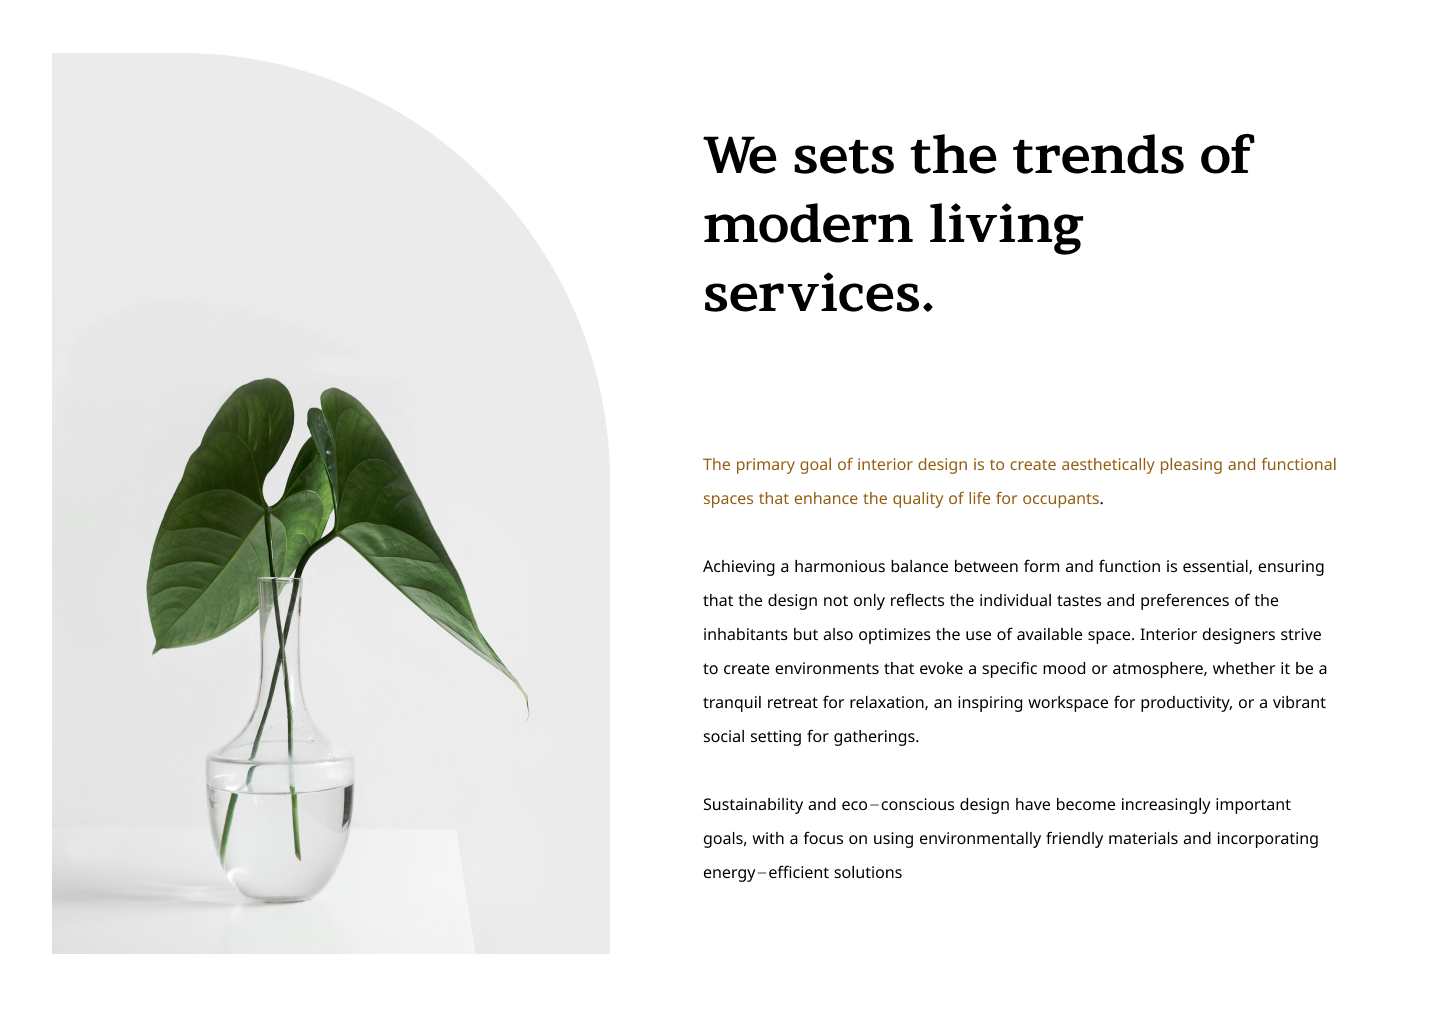 We sets the trends of
modern living
services.
The primary goal of interior design is to create aesthetically pleasing and functional
spaces that enhance the quality of life for occupants.
Achieving a harmonious balance between form and function is essential, ensuring
that the design not only reflects the individual tastes and preferences of the
inhabitants but also optimizes the use of available space. Interior designers strive
to create environments that evoke a specific mood or atmosphere, whether it be a
tranquil retreat for relaxation, an inspiring workspace for productivity, or a vibrant
social setting for gatherings.
Sustainability and eco–conscious design have become increasingly important
goals, with a focus on using environmentally friendly materials and incorporating
energy–efficient solutions